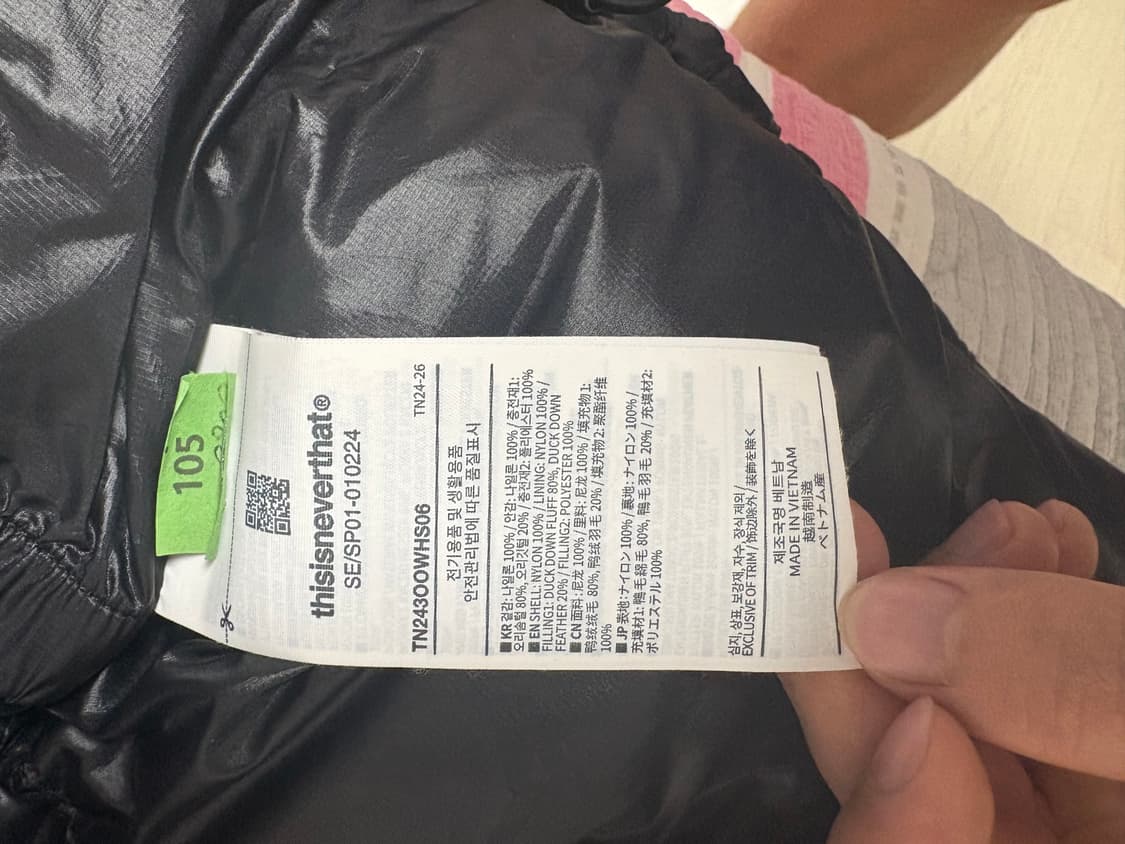 105
thisisneverthat®
SE/SP01-010224
TN243OOWHS06 TN24-26
전기용품 및 생활용품
안전관리법에 따른 품질표시
■ KR 겉감: 나일론 100% / 안감: 나일론 100% / 충전재1:
오리솜털 80%, 오리깃털 20% / 충전재2: 폴리에스터 100%
■ EN SHELL: NYLON 100% / LINING: NYLON 100% /
FILLING1: DUCK DOWN FLUFF 80%, DUCK DOWN
FEATHER 20% / FILLING2: POLYESTER 100%
■ CN 面料: 尼龙 100% / 里料: 尼龙 100% / 填充物1:
鸭绒绒毛 80%, 鸭绒羽毛 20% / 填充物2: 聚酯纤维
100%
■ JP 表地: ナイロン 100% / 裏地: ナイロン 100% /
充填材1: 鴨毛綿毛 80%, 鴨毛羽毛 20% / 充填材2:
ポリエステル 100%
심지, 상표, 보강재, 자수, 장식 제외 /
EXCLUSIVE OF TRIM / 饰边除外 / 装飾を除く
제조국명 베트남
MADE IN VIETNAM
越南制造
ベトナム産